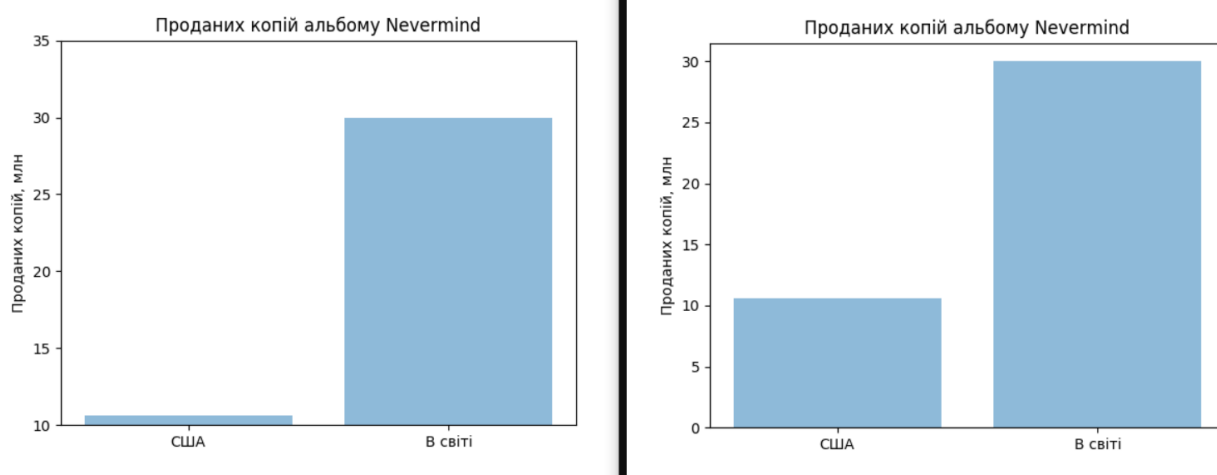 Проданих копій альбому Nevermind
35
30
25
20
15
10
Проданих копій, млн
США
В світі
Проданих копій альбому Nevermind
30
25
20
15
10
5
0
Проданих копій, млн
США
В світі